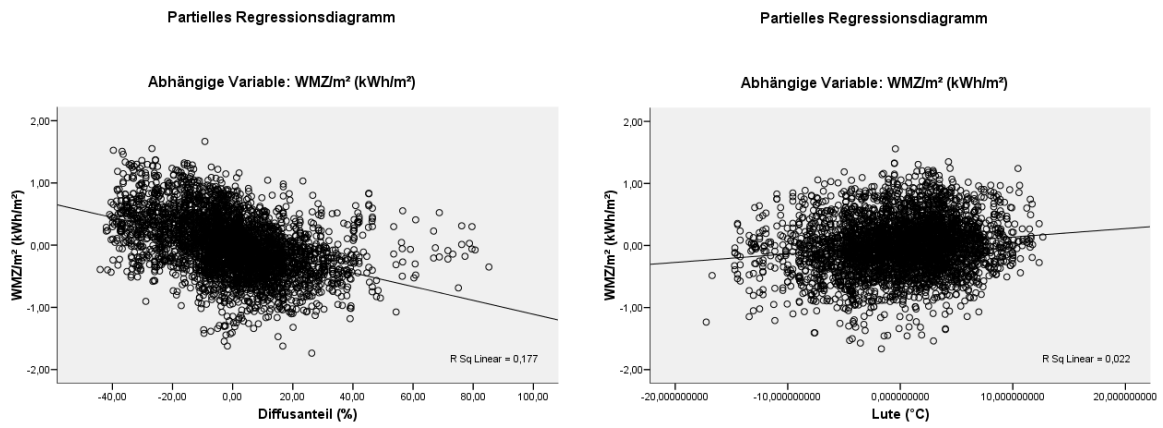 Partielles Regressionsdiagramm
Abhängige Variable: WMZ/m² (kWh/m²)
WMZ/m² (kWh/m²)
2,00
1,00
0,00
-1,00
-2,00
R Sq Linear = 0,177
-40,00 -20,00 0,00 20,00 40,00 60,00 80,00 100,00
Diffusanteil (%)
Partielles Regressionsdiagramm
Abhängige Variable: WMZ/m² (kWh/m²)
WMZ/m² (kWh/m²)
2,00
1,00
0,00
-1,00
-2,00
R Sq Linear = 0,022
-20,000000000 -10,000000000 0,000000000 10,000000000 20,000000000
Lute (°C)